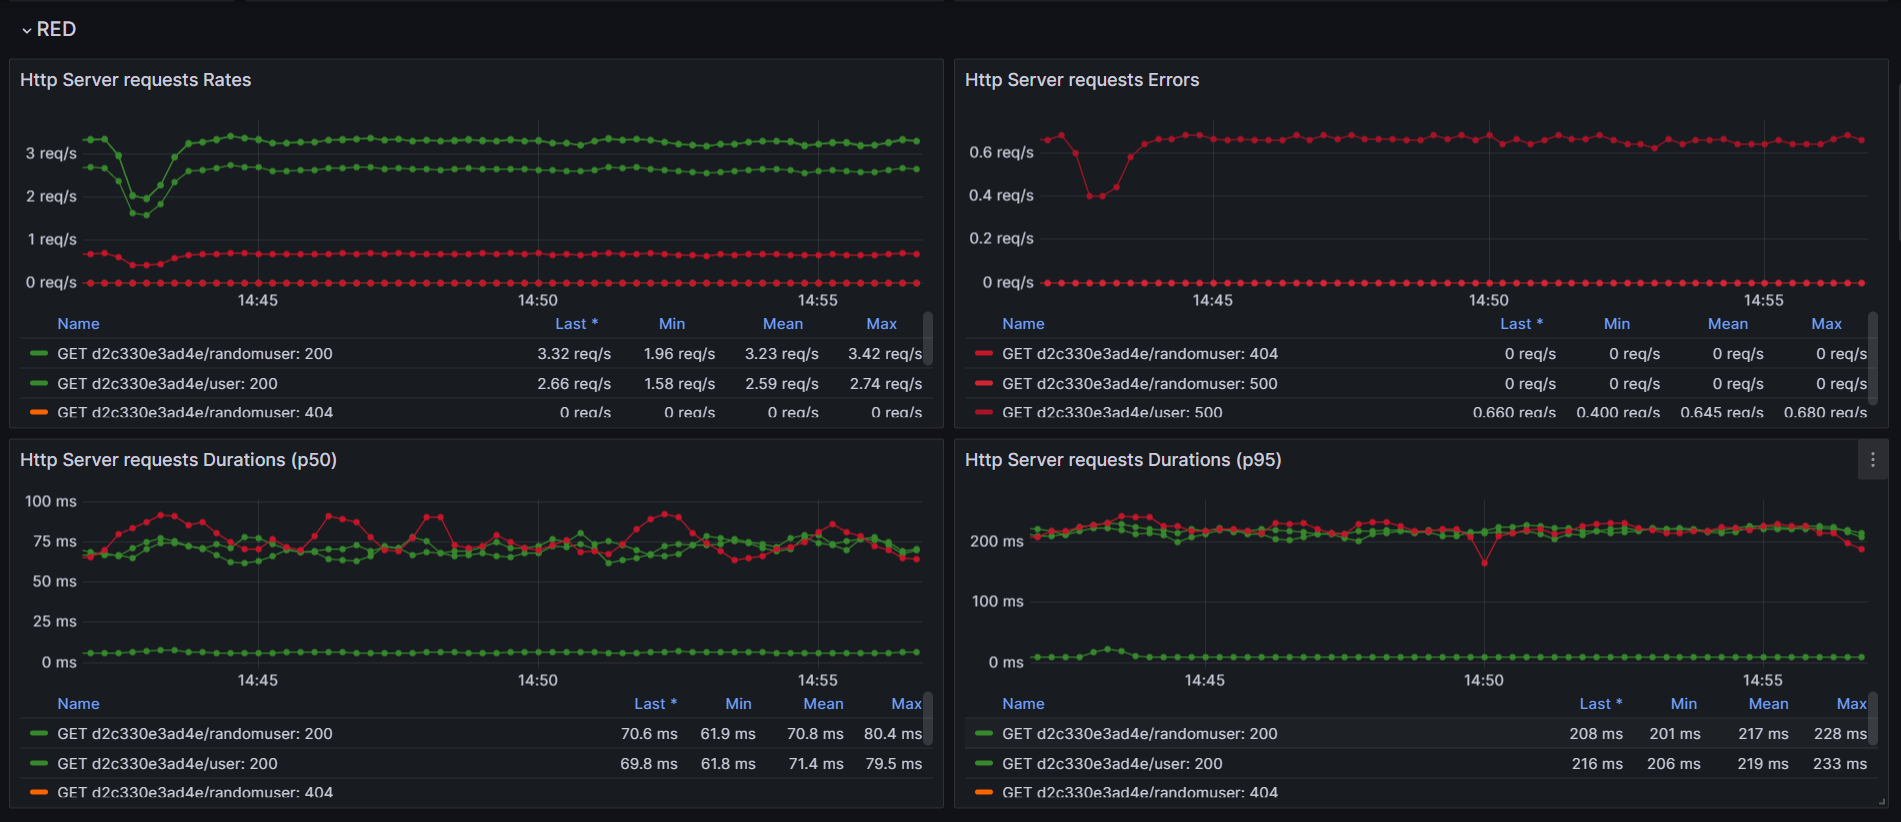 RED
Http Server requests Rates
3 req/s
2 req/s
1 req/s
0 req/s
14:45 14:50 14:55
Name Last * Min Mean Max
GET d2c330e3ad4e/randomuser: 200 3.32 req/s 1.96 req/s 3.23 req/s 3.42 req/s
GET d2c330e3ad4e/user: 200 2.66 req/s 1.58 req/s 2.59 req/s 2.74 req/s
GET d2c330e3ad4e/randomuser: 404 0 req/s 0 req/s 0 req/s 0 req/s
Http Server requests Errors
0.6 req/s
0.4 req/s
0.2 req/s
0 req/s
14:45 14:50 14:55
Name Last * Min Mean Max
GET d2c330e3ad4e/randomuser: 404 0 req/s 0 req/s 0 req/s 0 req/s
GET d2c330e3ad4e/randomuser: 500 0 req/s 0 req/s 0 req/s 0 req/s
GET d2c330e3ad4e/user: 500 0.660 req/s 0.400 req/s 0.645 req/s 0.680 req/s
Http Server requests Durations (p50)
100 ms
75 ms
50 ms
25 ms
0 ms
14:45 14:50 14:55
Name Last * Min Mean Max
GET d2c330e3ad4e/randomuser: 200 70.6 ms 61.9 ms 70.8 ms 80.4 ms
GET d2c330e3ad4e/user: 200 69.8 ms 61.8 ms 71.4 ms 79.5 ms
GET d2c330e3ad4e/randomuser: 404
Http Server requests Durations (p95)
200 ms
100 ms
0 ms
14:45 14:50 14:55
Name Last * Min Mean Max
GET d2c330e3ad4e/randomuser: 200 208 ms 201 ms 217 ms 228 ms
GET d2c330e3ad4e/user: 200 216 ms 206 ms 219 ms 233 ms
GET d2c330e3ad4e/randomuser: 404